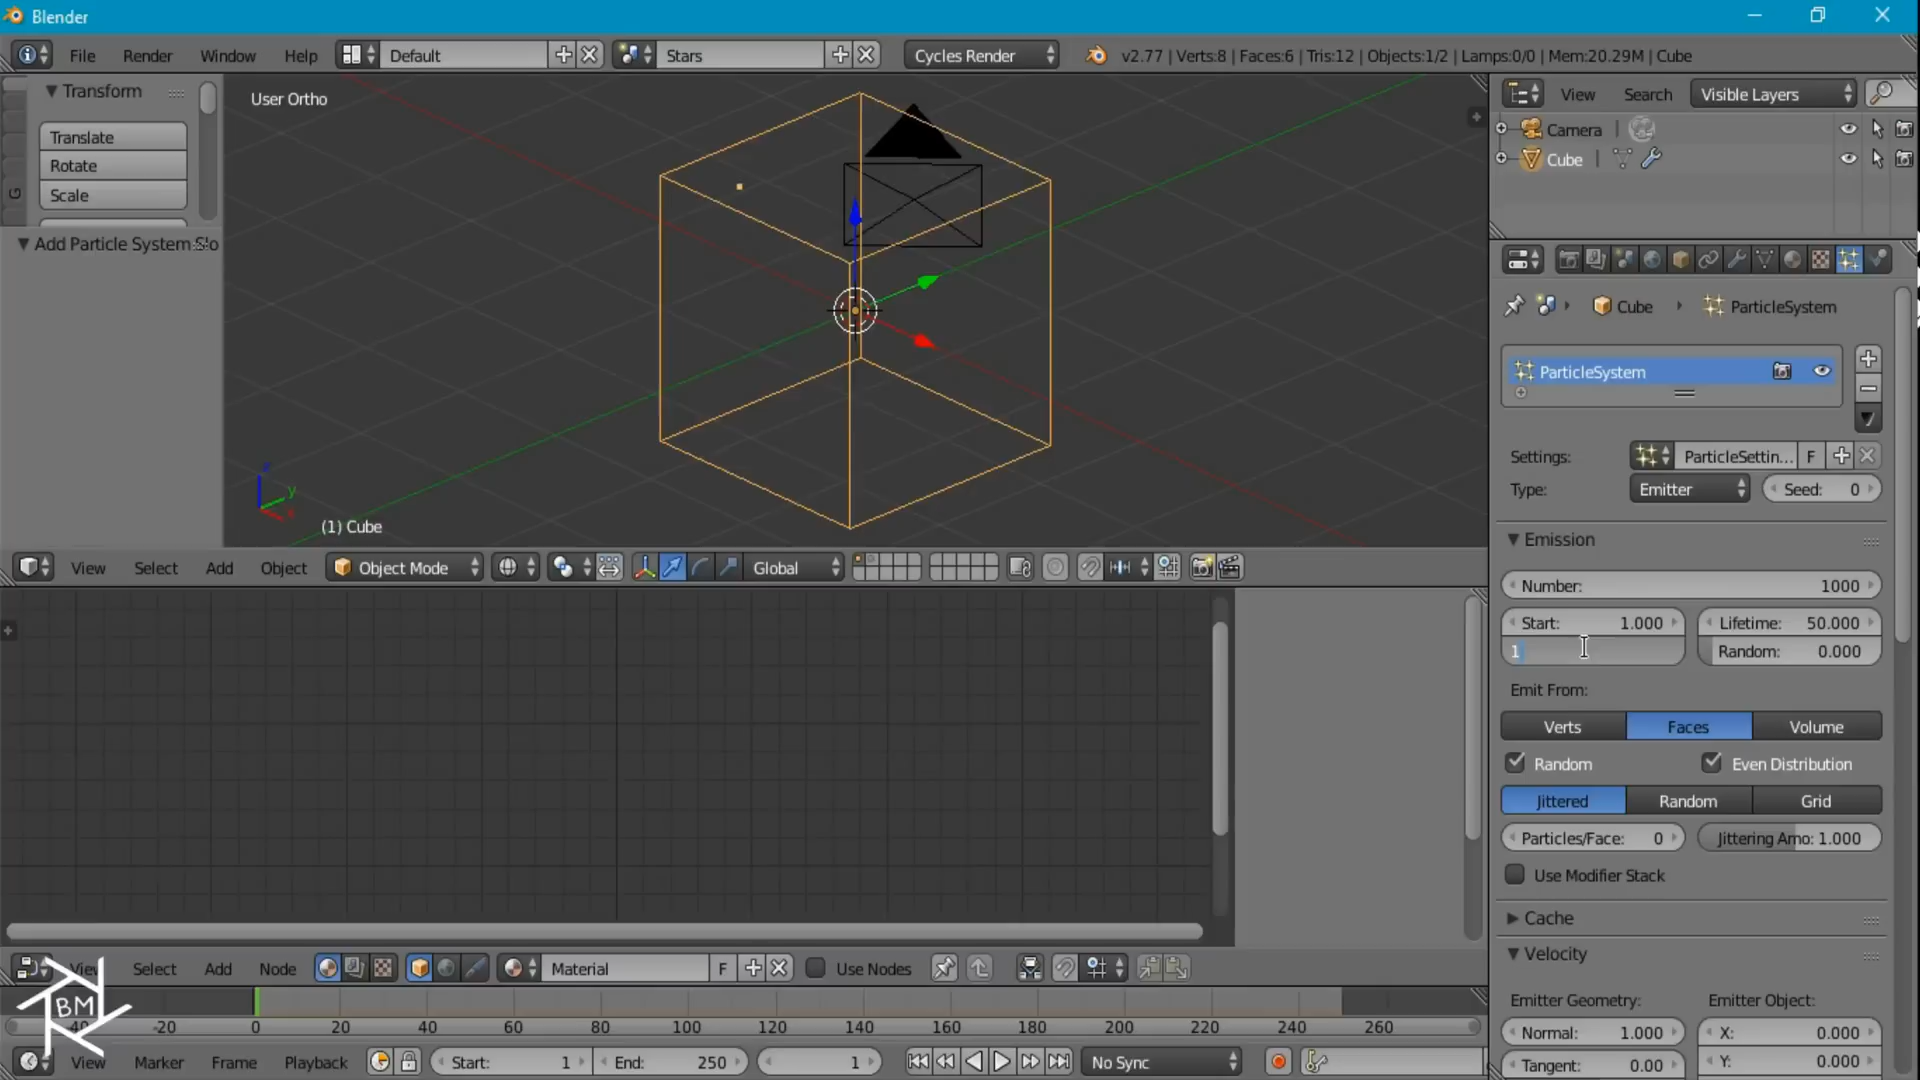 Blender
File Render Window Help Default Stars Cycles Render v2.77 | Verts:8 | Faces:6 | Tris:12 | Objects:1/2 | Lamps:0/0 | Mem:20.29M | Cube
Transform
Translate
Rotate
Scale
Add Particle System Slo
User Ortho
z
y
x
(1) Cube
View Search Visible Layers
Camera
Cube
Cube ParticleSystem
ParticleSystem
Settings: ParticleSettin... F
Type: Emitter Seed: 0
Emission
Number: 1000
Start: 1.000 Lifetime: 50.000
1 Random: 0.000
Emit From:
Verts Faces Volume
Random Even Distribution
Jittered Random Grid
Particles/Face: 0 Jittering Amo: 1.000
Use Modifier Stack
Cache
Velocity
Emitter Geometry: Emitter Object:
Normal: 1.000 X: 0.000
Tangent: 0.00 Y: 0.000
View Select Add Object Object Mode Global
View Select Add Node Material F Use Nodes
BM
-40 -20 0 20 40 60 80 100 120 140 160 180 200 220 240 260
View Marker Frame Playback Start: 1 End: 250 1 No Sync